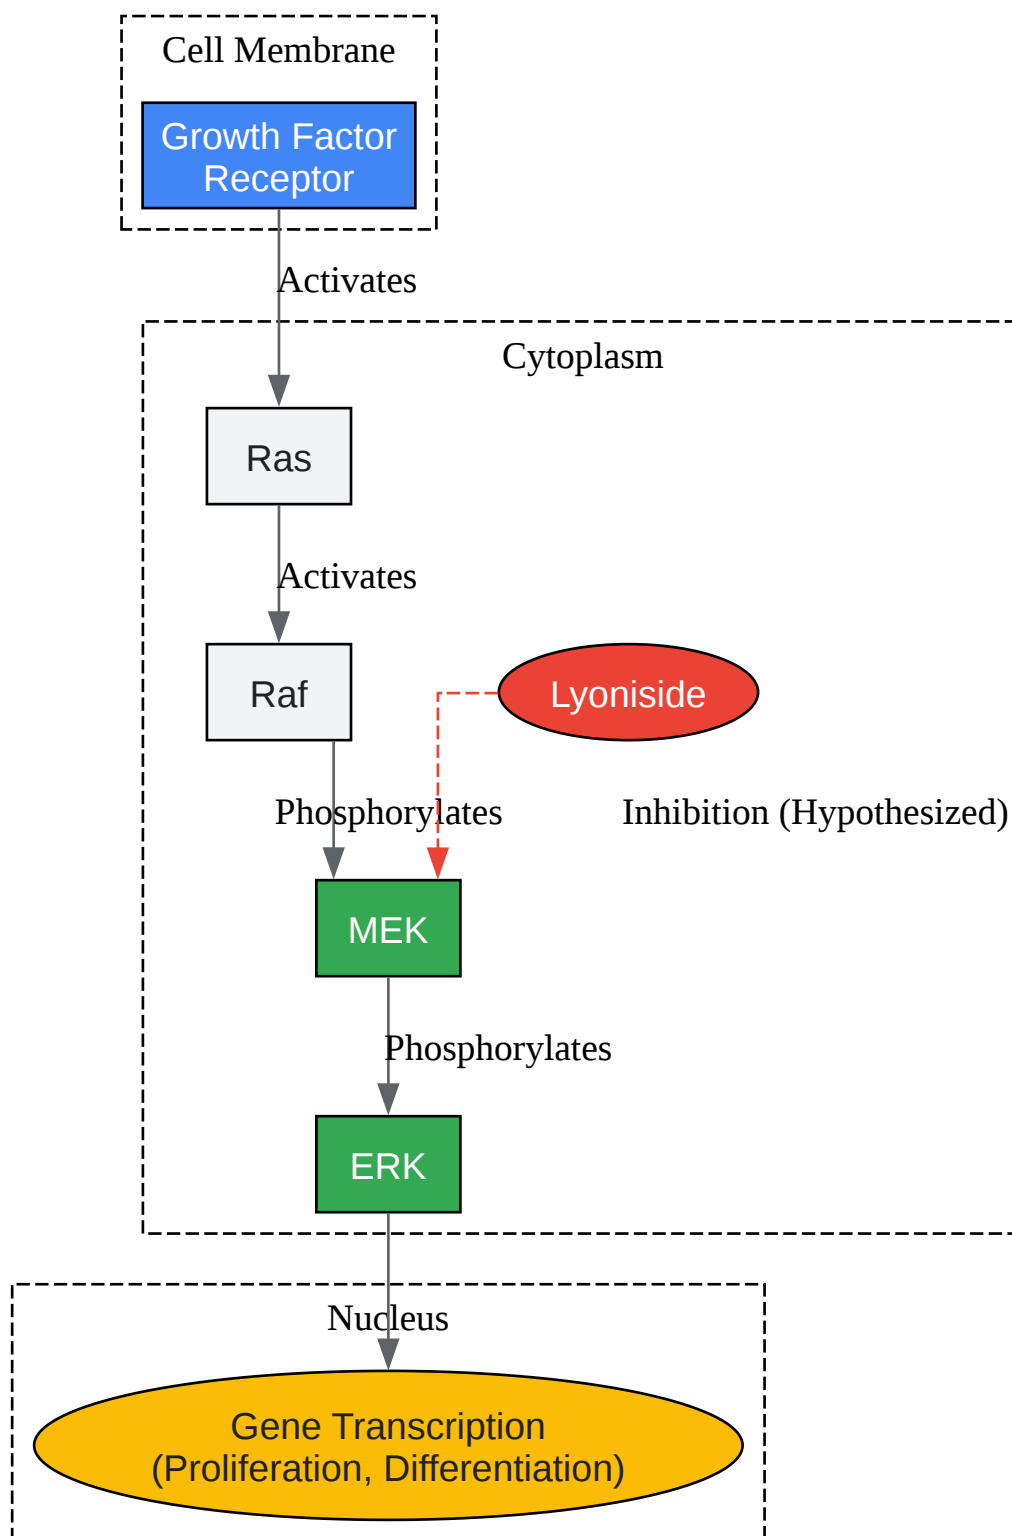 Cell Membrane
Growth Factor
Receptor
Activates
Cytoplasm
Ras
Activates
Raf
Lyoniside
Phosphorylates
Inhibition (Hypothesized)
MEK
Phosphorylates
ERK
Nucleus
Gene Transcription
(Proliferation, Differentiation)